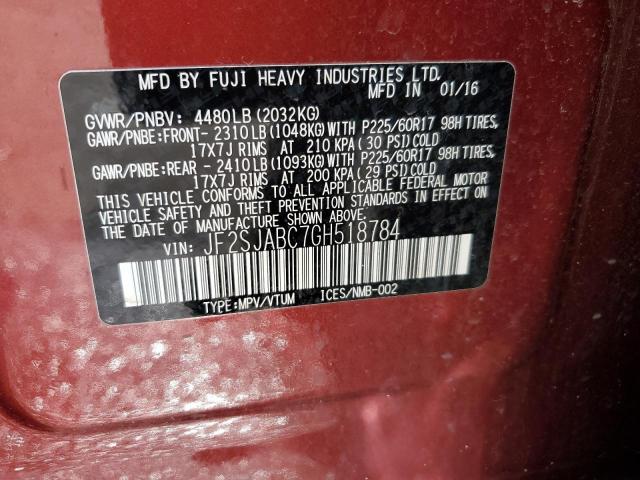 MFD BY FUJI HEAVY INDUSTRIES LTD.
MFD IN 01/16
GVWR/PNBV: 4480LB (2032KG)
GAWR/PNBE:FRONT- 2310LB (1048KG)WITH P225/60R17 98H TIRES,
17X7J RIMS AT 210 KPA (30 PSI)COLD
GAWR/PNBE:REAR - 2410LB (1093KG)WITH P225/60R17 98H TIRES,
17X7J RIMS AT 200 KPA (29 PSI)COLD
THIS VEHICLE CONFORMS TO ALL APPLICABLE FEDERAL MOTOR
VEHICLE SAFETY AND THEFT PREVENTION STANDARDS IN EFFECT ON
THE DATE OF MANUFACTURE SHOWN ABOVE.
VIN: JF2SJABC7GH518784
TYPE:MPV/VTUM ICES/NMB-002